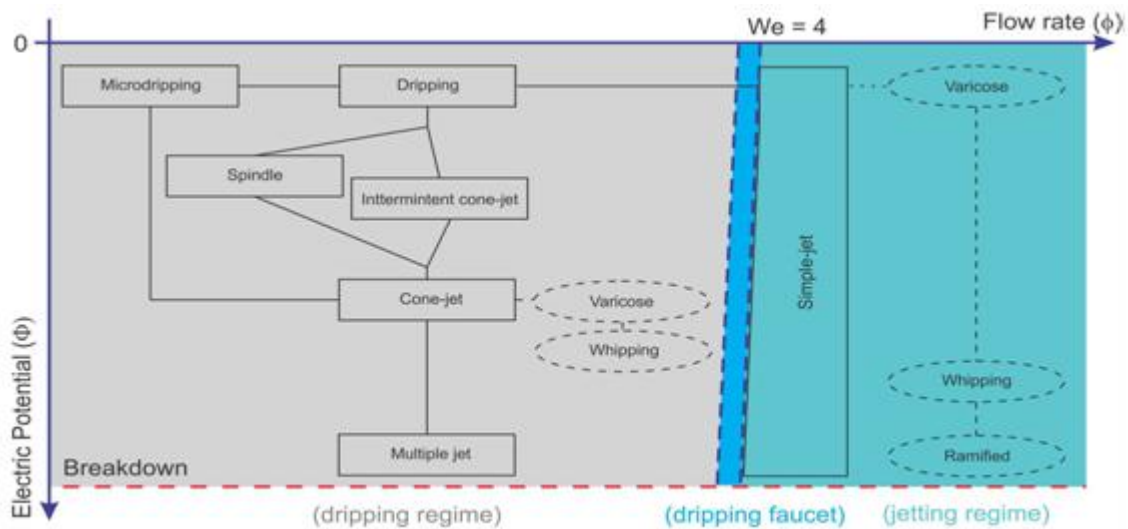 We = 4
Flow rate (ϕ)
0
Microdripping
Dripping
Varicose
Spindle
Inttermintent cone-jet
Simple-jet
Cone-jet
Varicose
Whipping
Whipping
Multiple jet
Ramified
Electric Potential (Φ)
Breakdown
(dripping regime)
(dripping faucet)
(jetting regime)